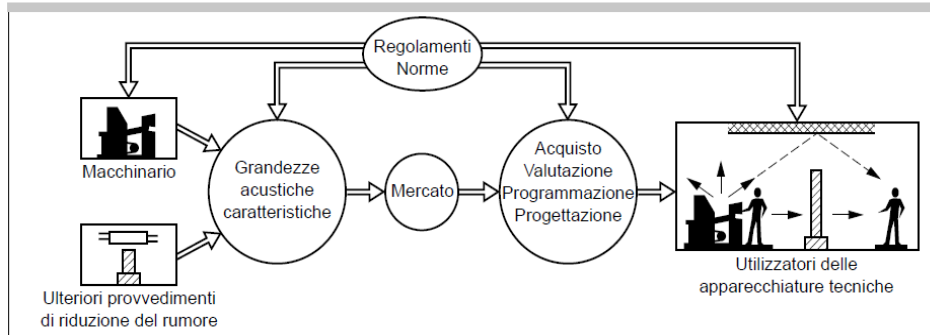 Regolamenti
Norme
Macchinario
Grandezze
acustiche
caratteristiche
Mercato
Acquisto
Valutazione
Programmazione
Progettazione
Ulteriori provvedimenti
di riduzione del rumore
Utilizzatori delle
apparecchiature tecniche